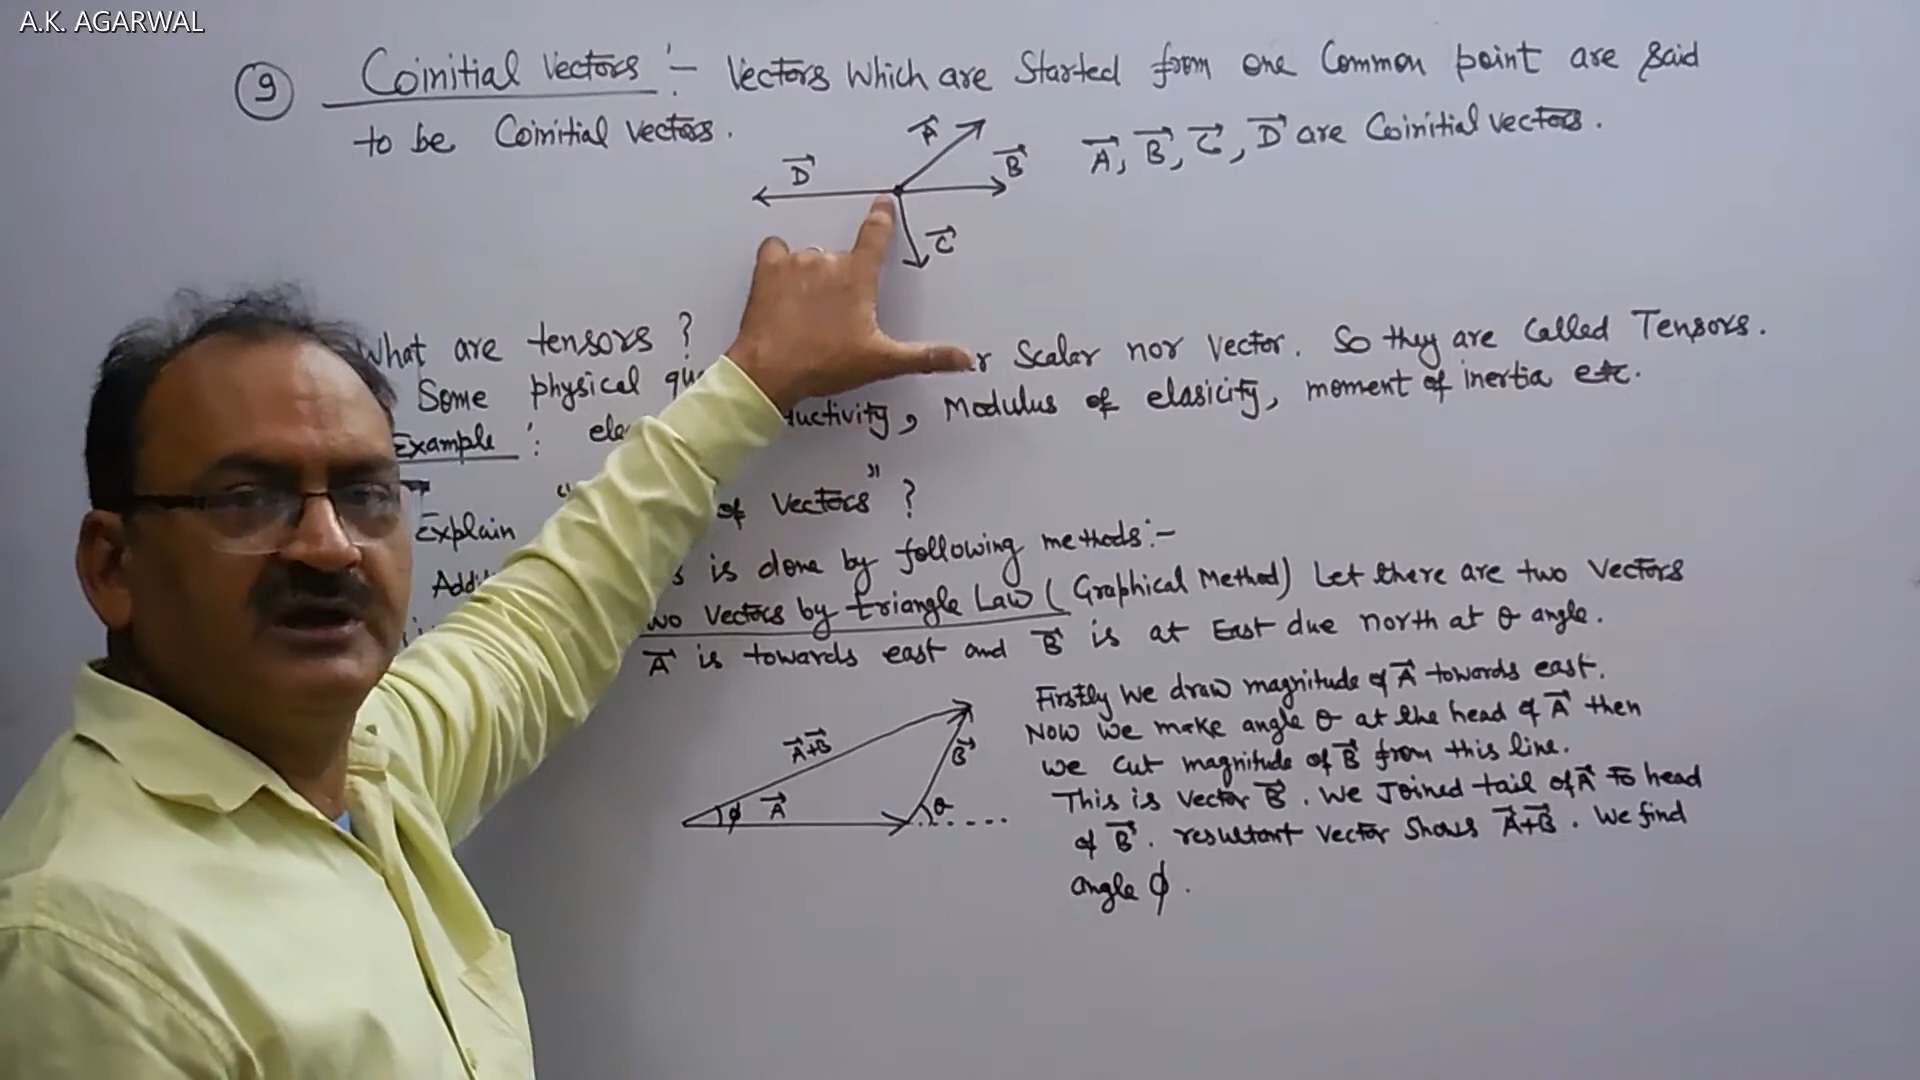 A.K. AGARWAL
9 Coinitial Vectors :- Vectors which are Started from one Common point are said
to be Coinitial Vectors.
A, B, C, D are Coinitial vectors.
A
B
D
C
What are tensors ?
Some physical scalar nor vector. So they are called Tensors.
Example : Modulus of elasicity, moment of inertia etc.
Explain of Vectors" ?
is done by following methods:-
Vectors by triangle Law ( Graphical Method) Let there are two Vectors
A is towards east and B is at East due north at θ angle.
Firstly we draw magnitude of A towards east.
Now we make angle θ at the head of A then
we cut magnitude of B from this line.
This is vector B. We Joined tail of A to head
of B. resultant vector shows A+B. We find
angle ϕ.
A+B
B
ϕ A θ